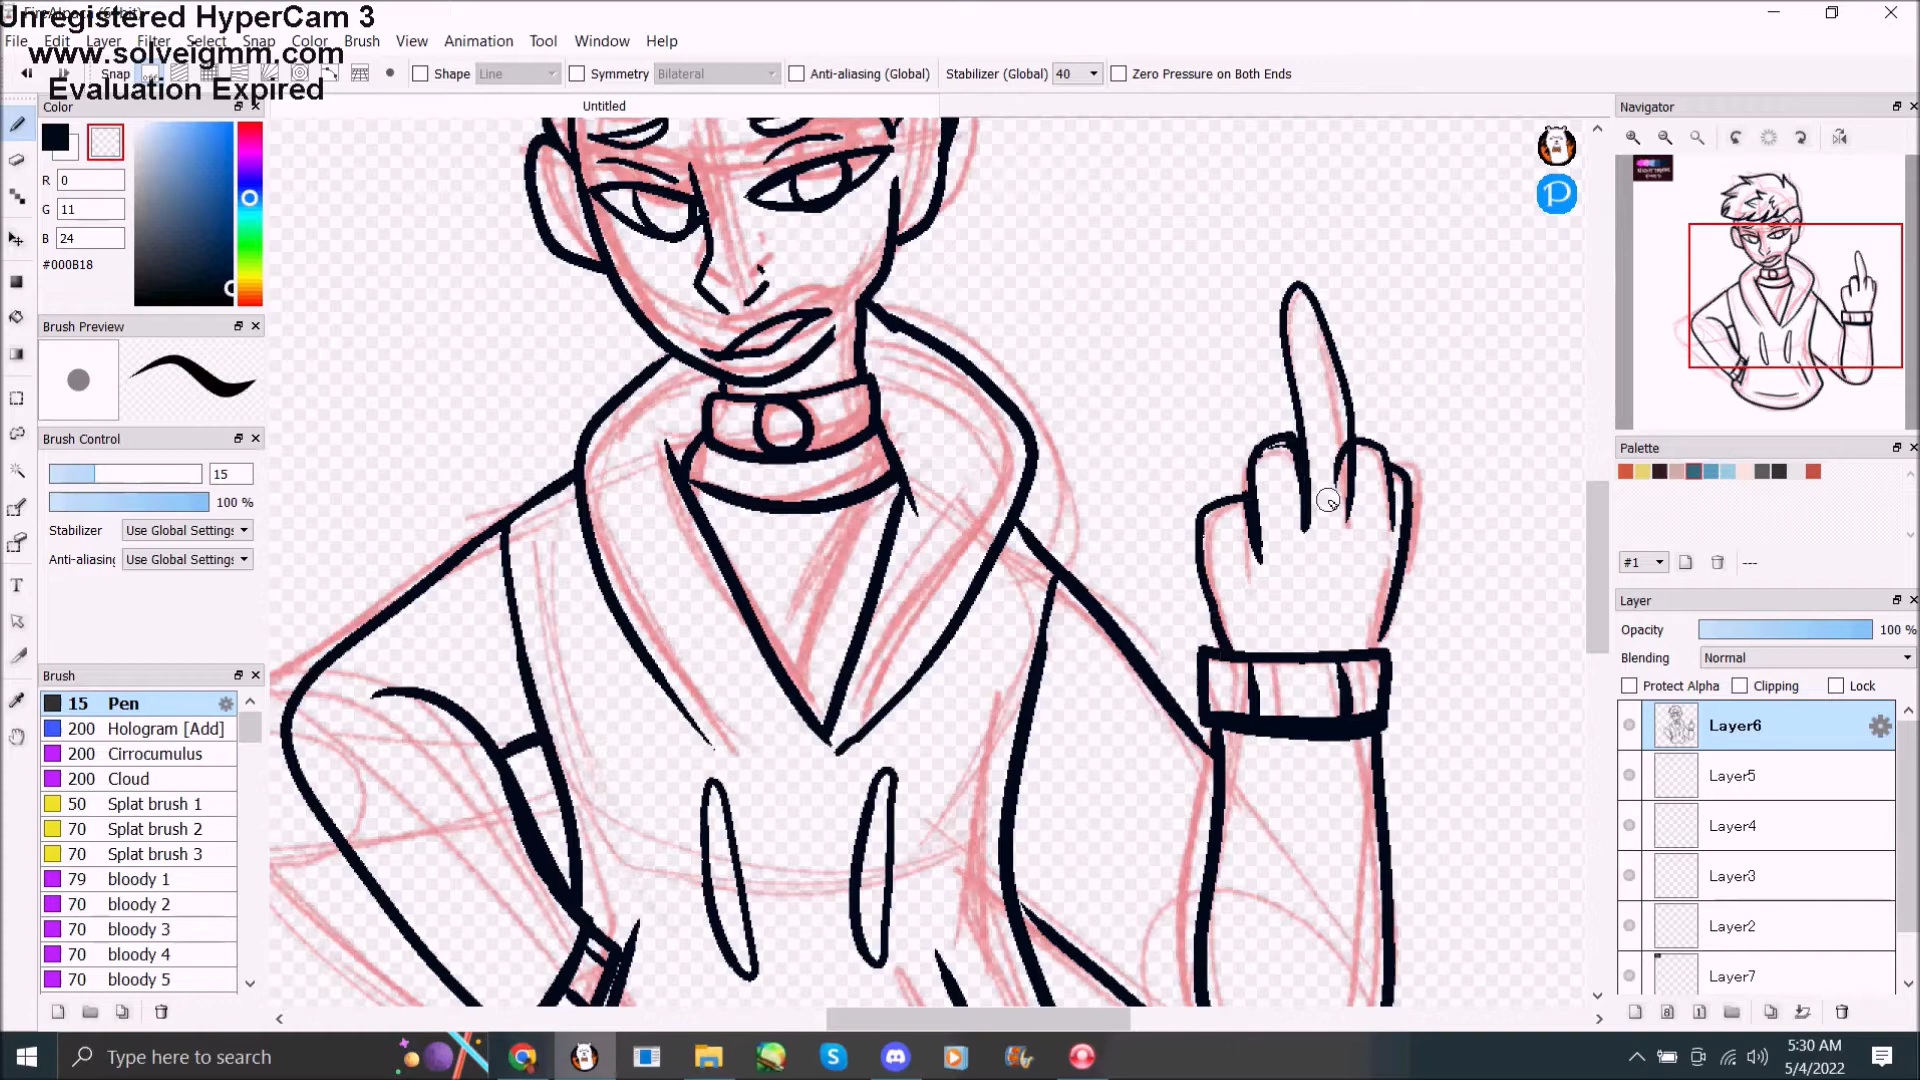 Unregistered HyperCam 3
www.solveigmm.com
Evaluation Expired
File Edit Layer Filter Select Snap Color Brush View Animation Tool Window Help
Snap Shape Line Symmetry Bilateral Anti-aliasing (Global) Stabilizer (Global) 40 Zero Pressure on Both Ends
Color
Untitled
Navigator
R 0
G 11
B 24
#000B18
Brush Preview
Brush Control
15
100 %
Stabilizer Use Global Settings
Anti-aliasing Use Global Settings
Palette
#1 ---
Layer
Opacity 100 %
Blending Normal
Protect Alpha Clipping Lock
Layer6
Layer5
Layer4
Layer3
Layer2
Layer7
Brush
15 Pen
200 Hologram [Add]
200 Cirrocumulus
200 Cloud
50 Splat brush 1
70 Splat brush 2
70 Splat brush 3
79 bloody 1
70 bloody 2
70 bloody 3
70 bloody 4
70 bloody 5
Type here to search
5:30 AM
5/4/2022